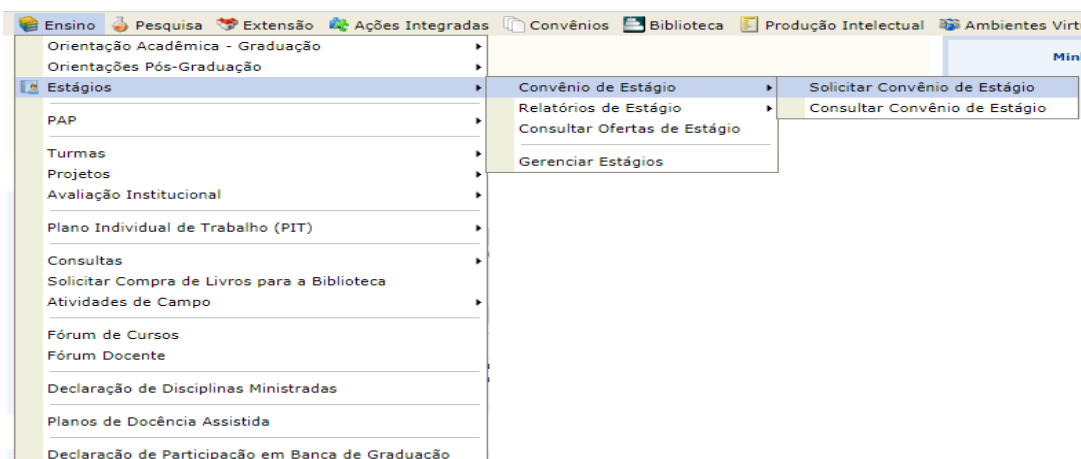 Ensino Pesquisa Extensão Ações Integradas Convênios Biblioteca Produção Intelectual Ambientes
Orientação Acadêmica - Graduação
Orientações Pós-Graduação
Estágios
PAP
Turmas
Projetos
Avaliação Institucional
Plano Individual de Trabalho (PIT)
Consultas
Solicitar Compra de Livros para a Biblioteca
Atividades de Campo
Fórum de Cursos
Fórum Docente
Declaração de Disciplinas Ministradas
Planos de Docência Assistida
Declaração de Participação em Banca de Graduação
Convênio de Estágio
Relatórios de Estágio
Consultar Ofertas de Estágio
Gerenciar Estágios
Solicitar Convênio de Estágio
Consultar Convênio de Estágio